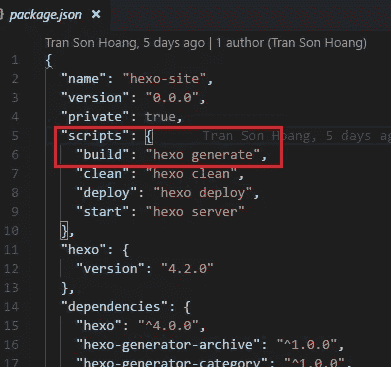 {} package.json ×
Tran Son Hoang, 5 days ago | 1 author (Tran Son Hoang)
1 {
2 "name": "hexo-site",
3 "version": "0.0.0",
4 "private": true,
5 "scripts": { Tran Son Hoang, 5 days ag
6 "build": "hexo generate",
7 "clean": "hexo clean",
8 "deploy": "hexo deploy",
9 "start": "hexo server"
10 },
11 "hexo": {
12 "version": "4.2.0"
13 },
14 "dependencies": {
15 "hexo": "^4.0.0",
16 "hexo-generator-archive": "^1.0.0",
17 "hexo-generator-category": "^1.0.0",